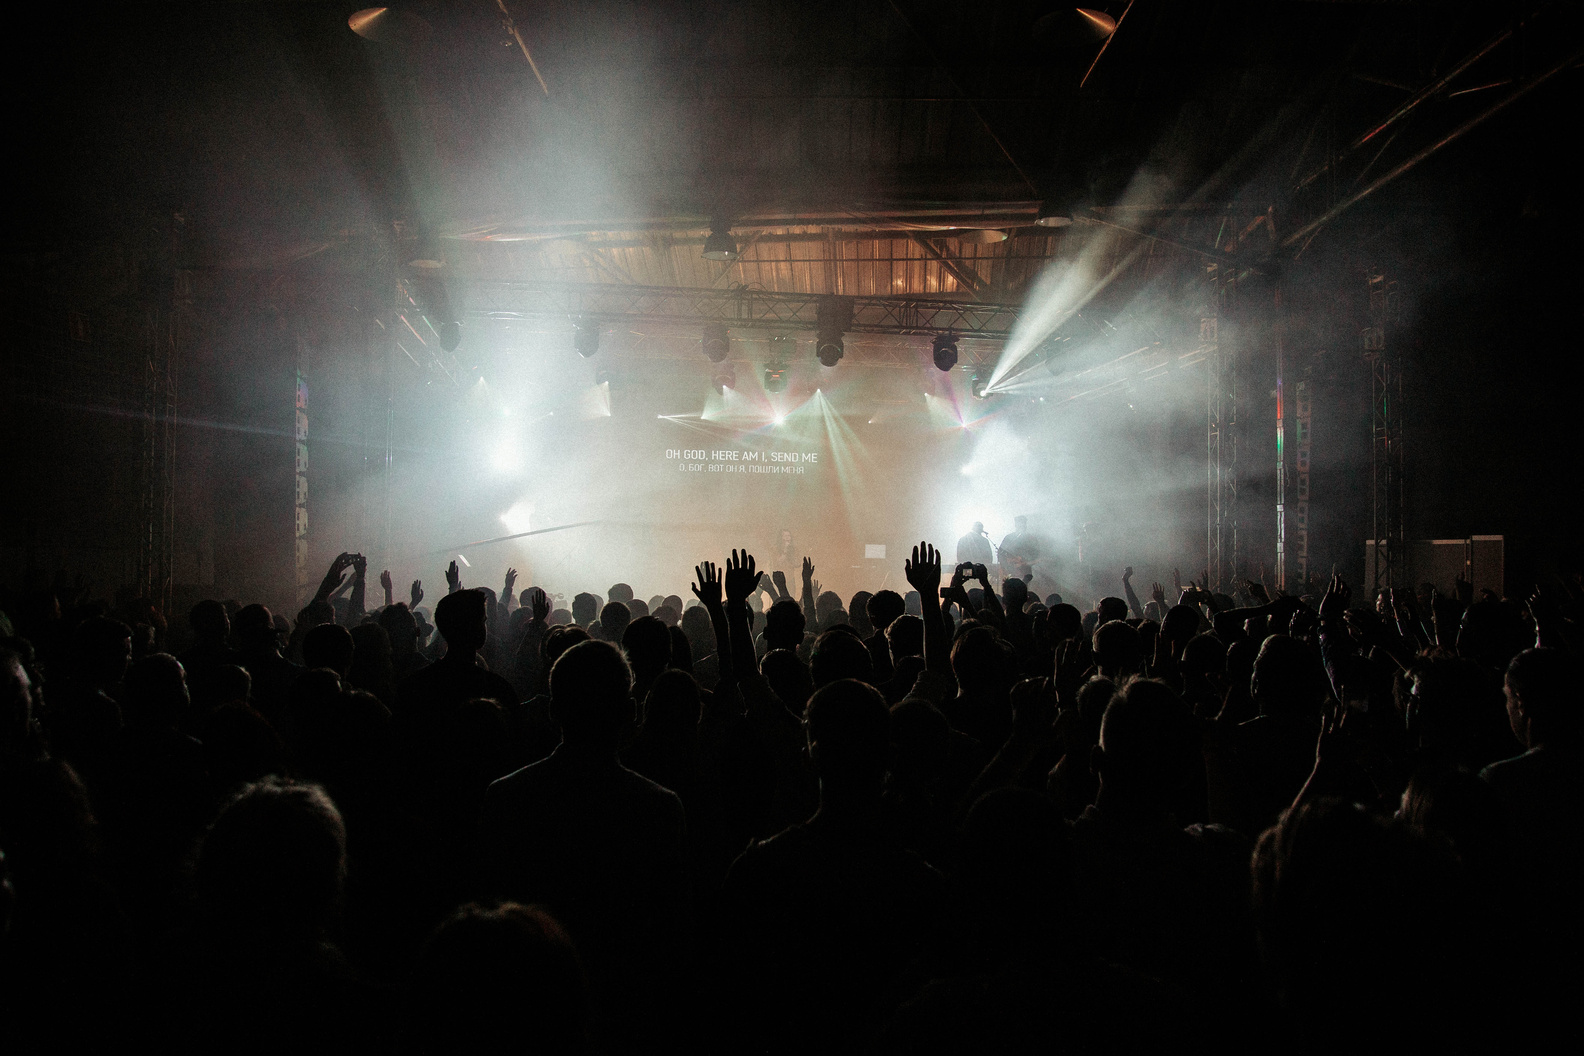 OH GOD, HERE AM I, SEND ME
О, БОГ, ВОТ ОН Я, ПОШЛИ МЕНЯ